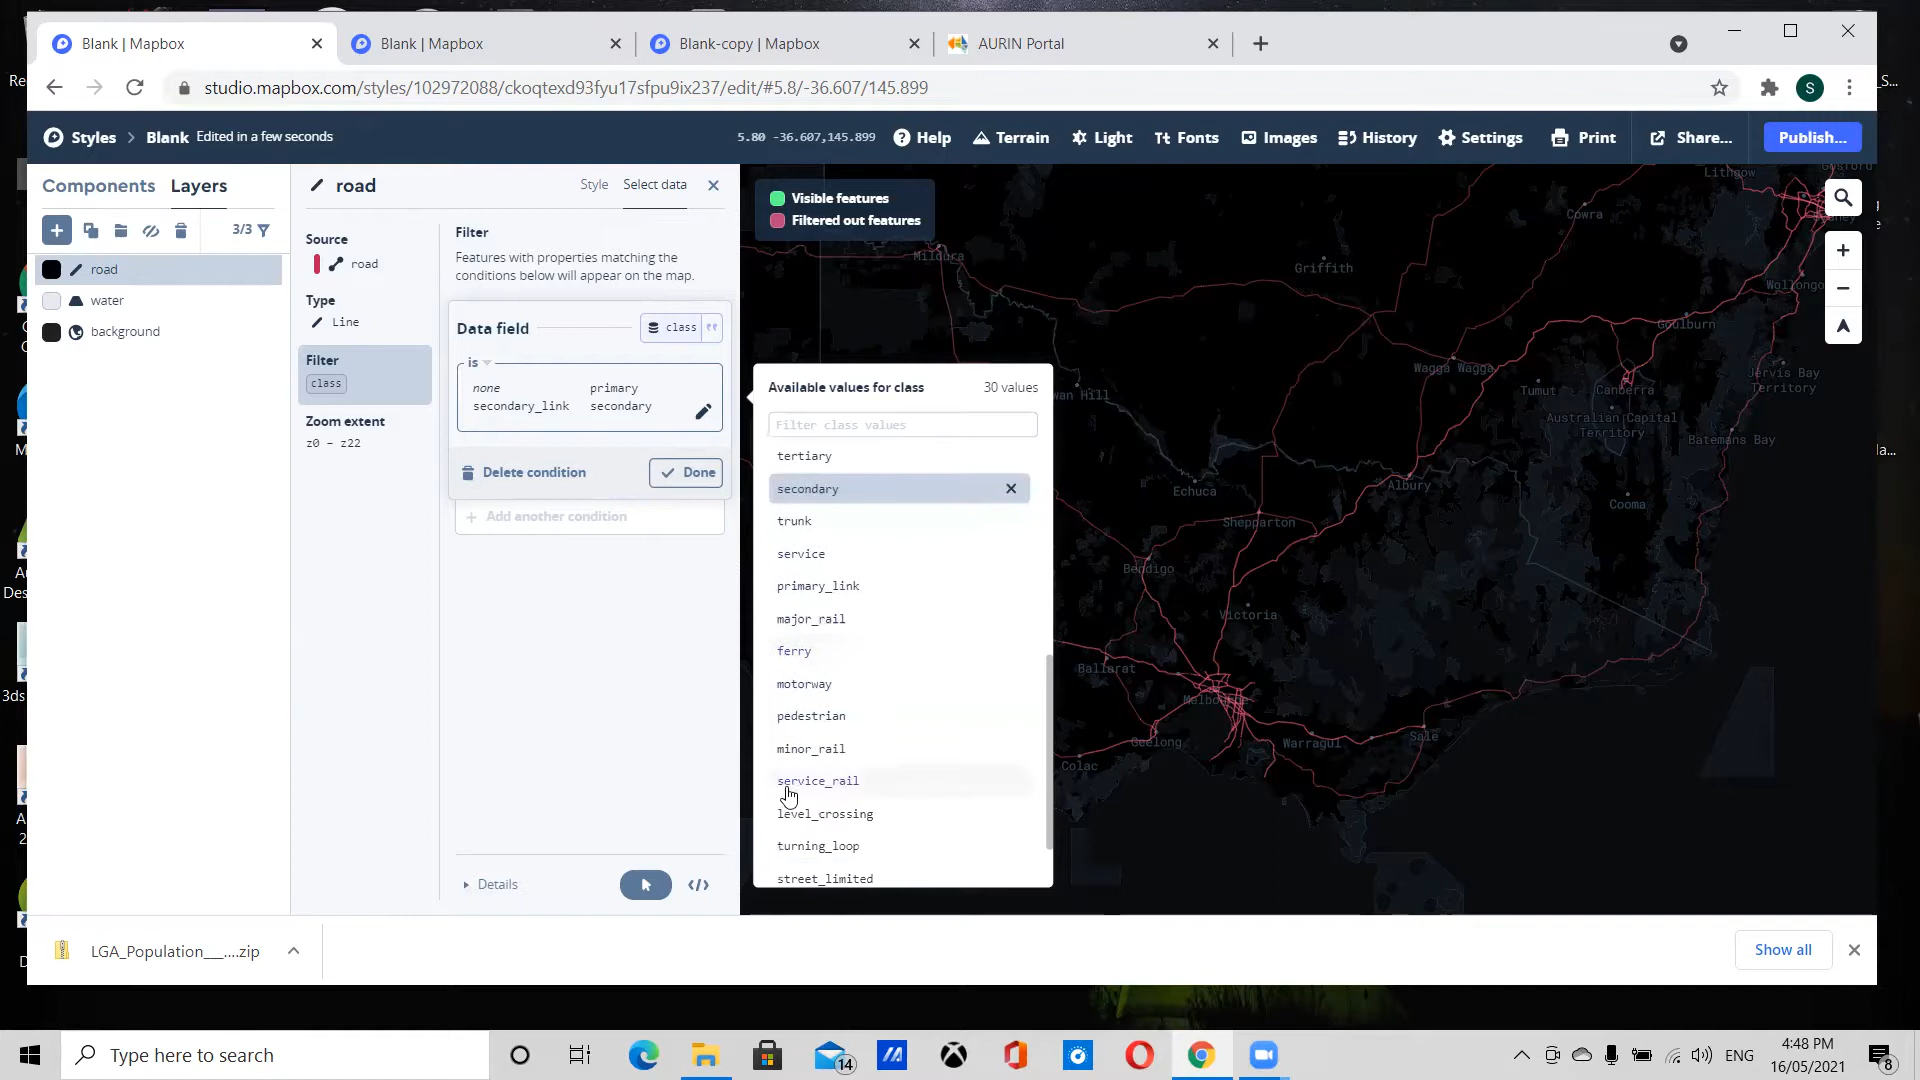 Blank | Mapbox
Blank | Mapbox
Blank-copy | Mapbox
AURIN Portal
studio.mapbox.com/styles/102972088/ckoqtexd93fyu17sfpu9ix237/edit/#5.8/-36.607/145.899
S
Styles > Blank Edited in a few seconds
5.80 -36.607,145.899
Help
Terrain
Light
Fonts
Images
History
Settings
Print
Share...
Publish...
Components
Layers
3/3
road
water
background
road
Style
Select data
Source
road
Type
Line
Filter
class
Zoom extent
z0 – z22
Filter
Features with properties matching the
conditions below will appear on the map.
Data field
class
is
none primary
secondary_link secondary
Delete condition
Done
Add another condition
Details
Visible features
Filtered out features
Available values for class
30 values
Filter class values
tertiary
secondary
trunk
service
primary_link
major_rail
ferry
motorway
pedestrian
minor_rail
service_rail
level_crossing
turning_loop
street_limited
Lithgow
Cowra
Mildura
Griffith
Goulburn
Wagga Wagga
Tumut
Canberra
Jervis Bay
Territory
Australian Capital
Territory
Batemans Bay
Echuca
Albury
Cooma
Shepparton
Bendigo
Victoria
Ballarat
Geelong
Warragul
Sale
Colac
LGA_Population___....zip
Show all
Type here to search
14
ENG
4:48 PM
16/05/2021
8